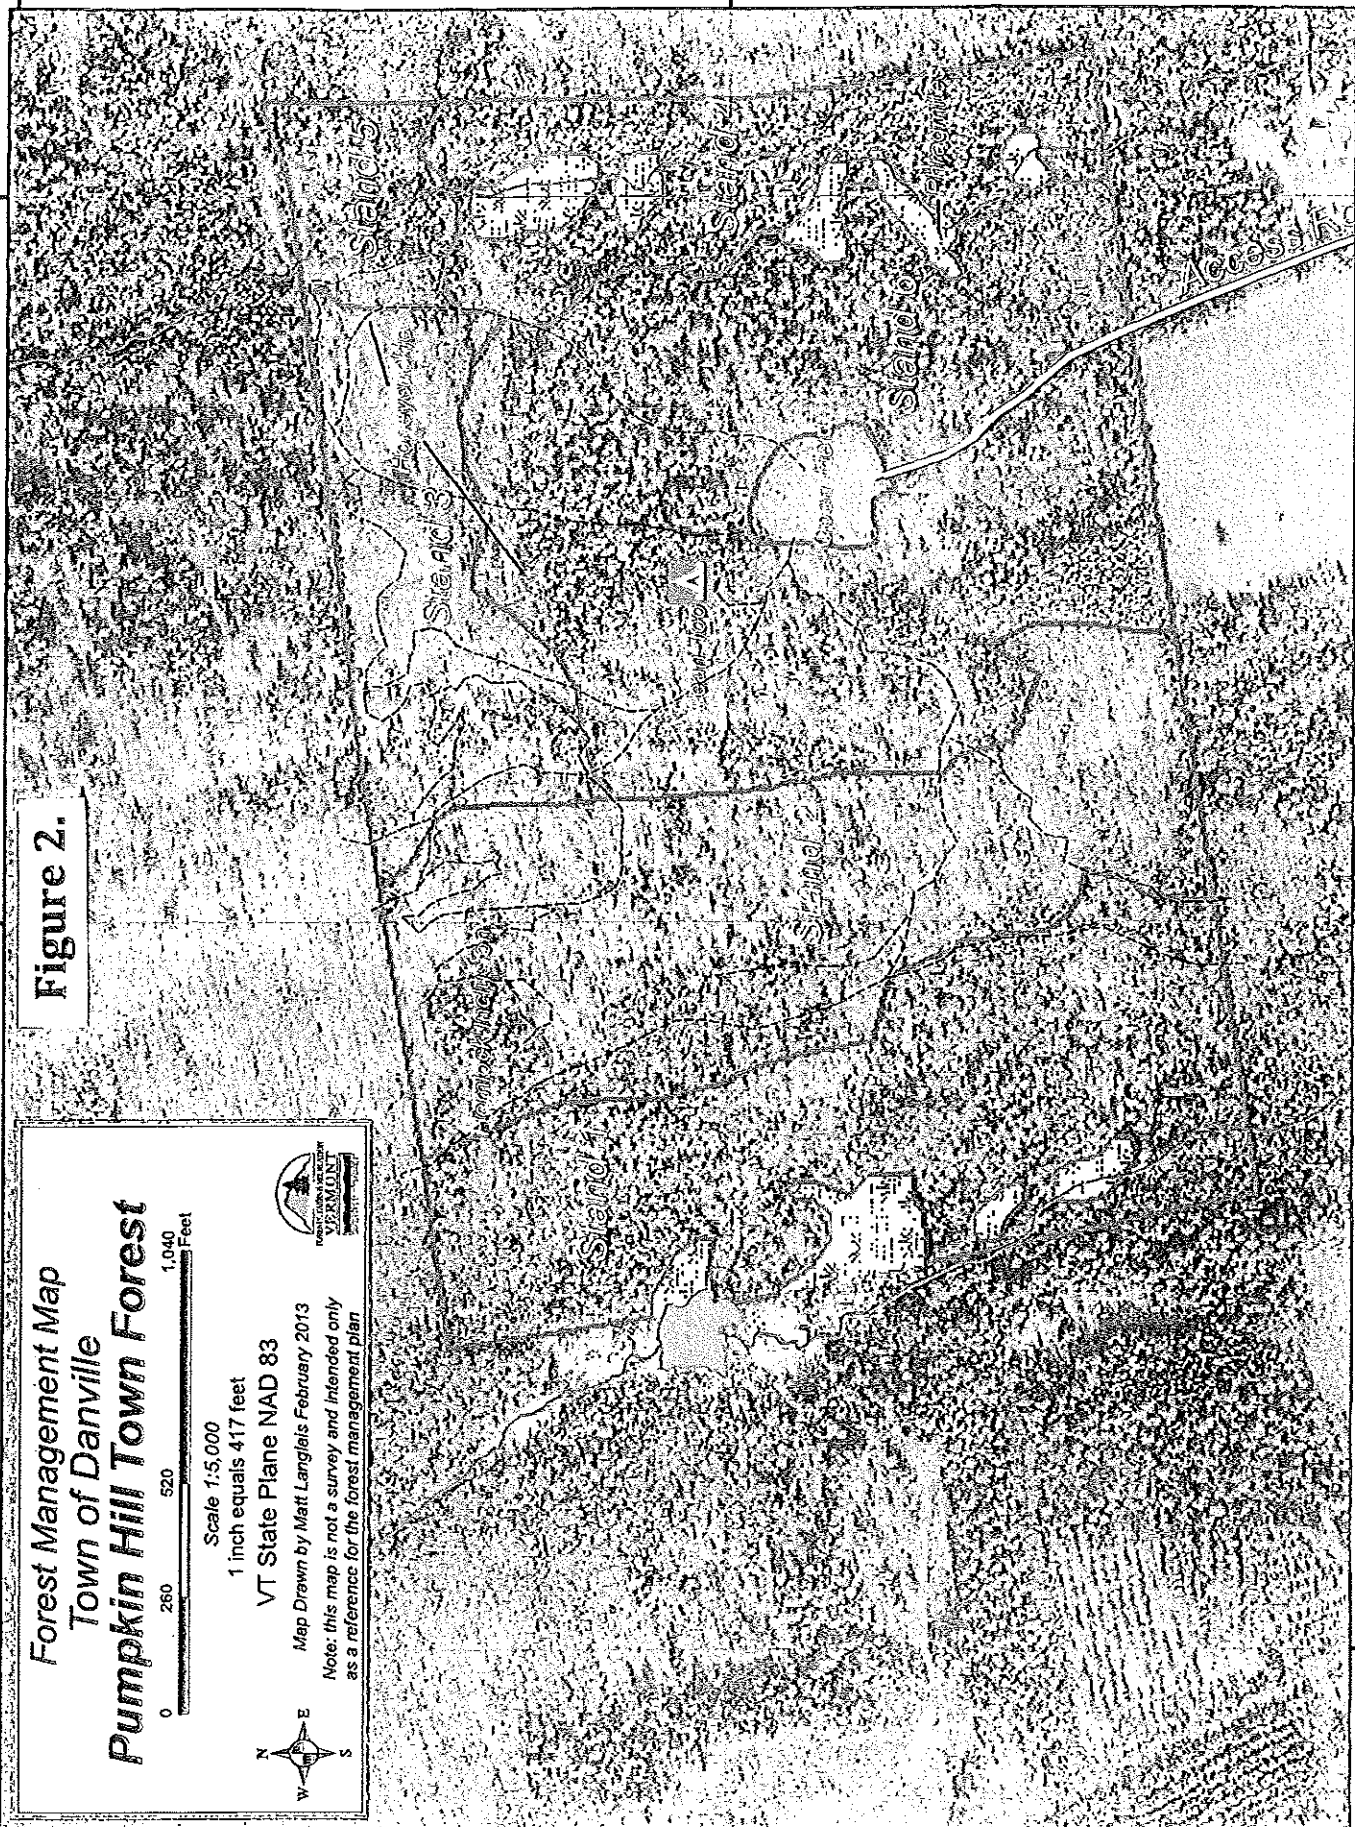 Forest Management Map
Town of Danville
Pumpkin Hill Town Forest
0 260 520 1,040
Feet
Scale 1:5,000
1 inch equals 417 feet
VT State Plane NAD 83
Map Drawn by Matt Langlais February 2013
Note: this map is not a survey and intended only
as a reference for the forest management plan
N
W E
S
VERMONT
Figure 2.
Stand 5
Stand 3
Stand 2
Stand 1
Stand 6
Stand
Access Rd